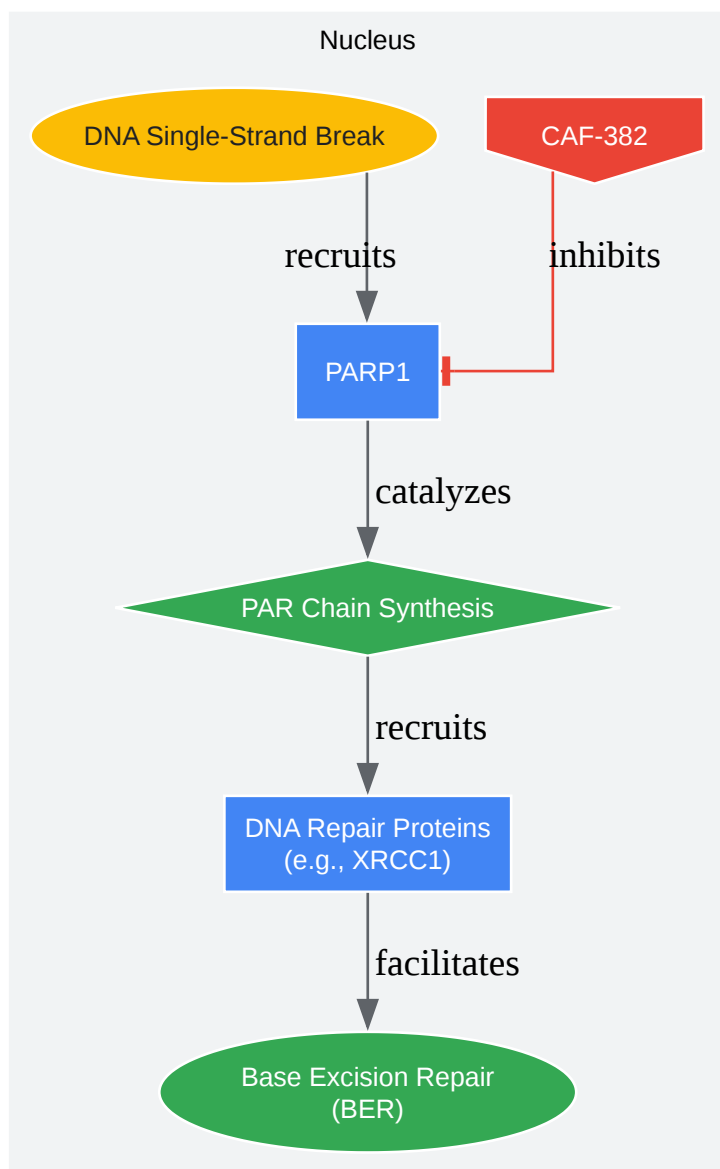 Nucleus
DNA Single-Strand Break
CAF-382
recruits
inhibits
PARP1
catalyzes
PAR Chain Synthesis
recruits
DNA Repair Proteins
(e.g., XRCC1)
facilitates
Base Excision Repair
(BER)